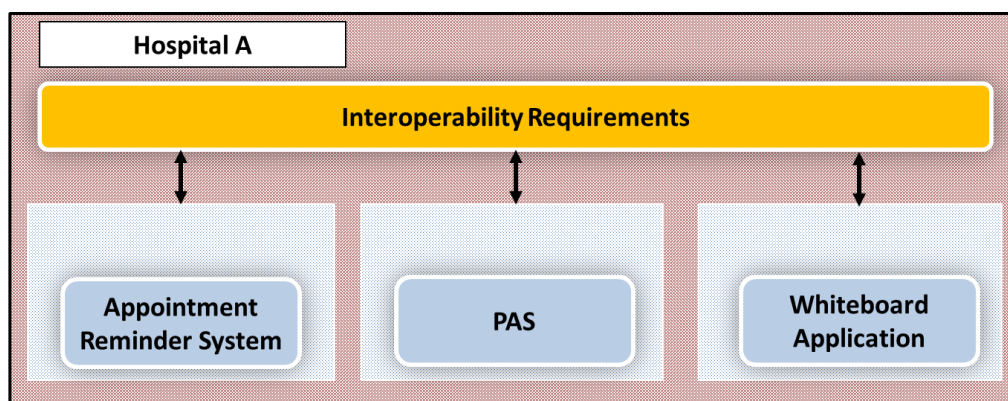 Hospital A
Interoperability Requirements
Appointment
Reminder System
PAS
Whiteboard
Application